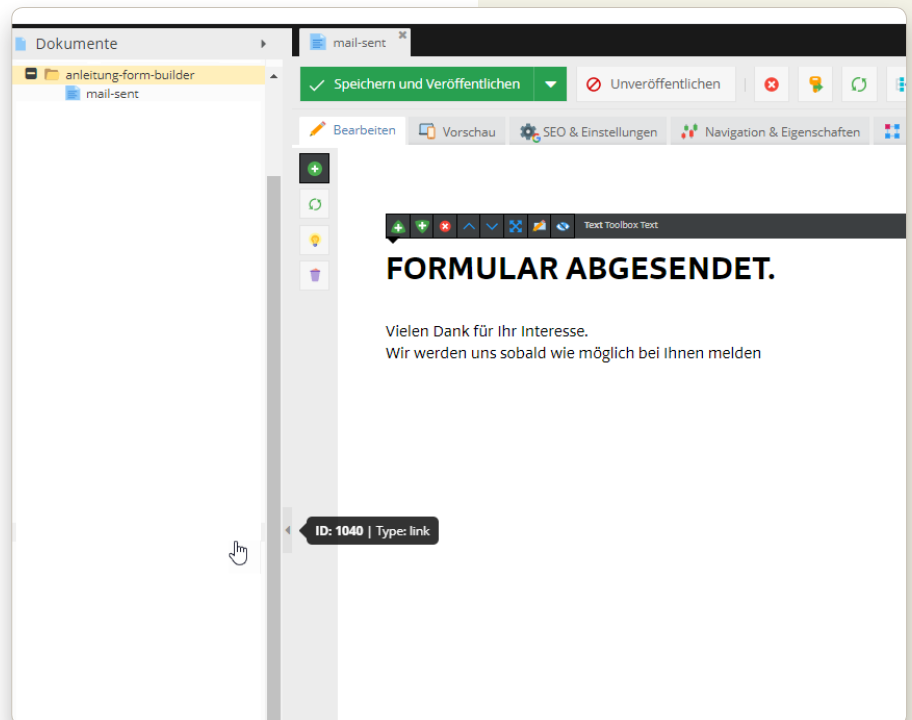 Dokumente
mail-sent
anleitung-form-builder
mail-sent
Speichern und Veröffentlichen
Unveröffentlichen
Bearbeiten
Vorschau
SEO & Einstellungen
Navigation & Eigenschaften
Text Toolbox Text
FORMULAR ABGESENDET.
Vielen Dank für Ihr Interesse.
Wir werden uns sobald wie möglich bei Ihnen melden
ID: 1040 | Type: link